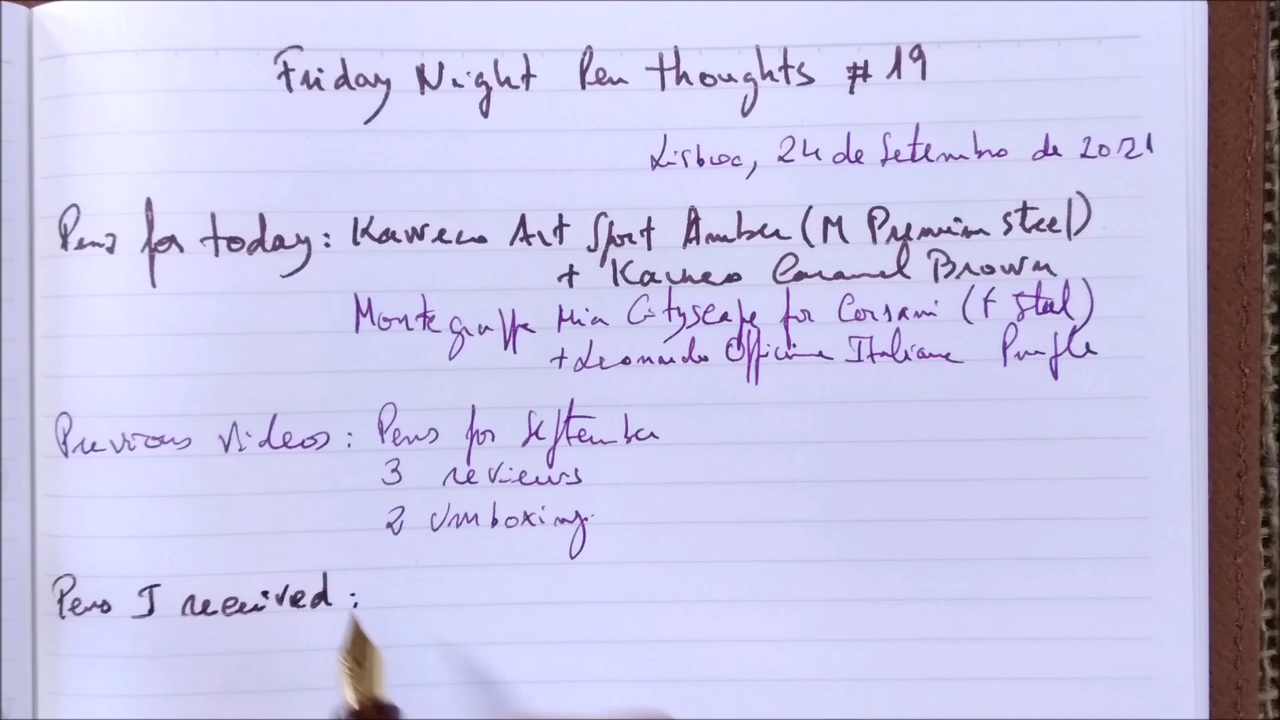 Friday Night Pen thoughts # 19
Lisboa, 24 de Setembro de 2021
Pens for today: Kaweco Art Sport Amber (M Premium steel)
+ Kaweco Caramel Brown
Montegrappa Mia Cityscape for Corsani (F steel)
+ Leonardo Officina Italiana Purple
Previous videos: Pens for September
3 reviews
2 Unboxing
Pens I received: